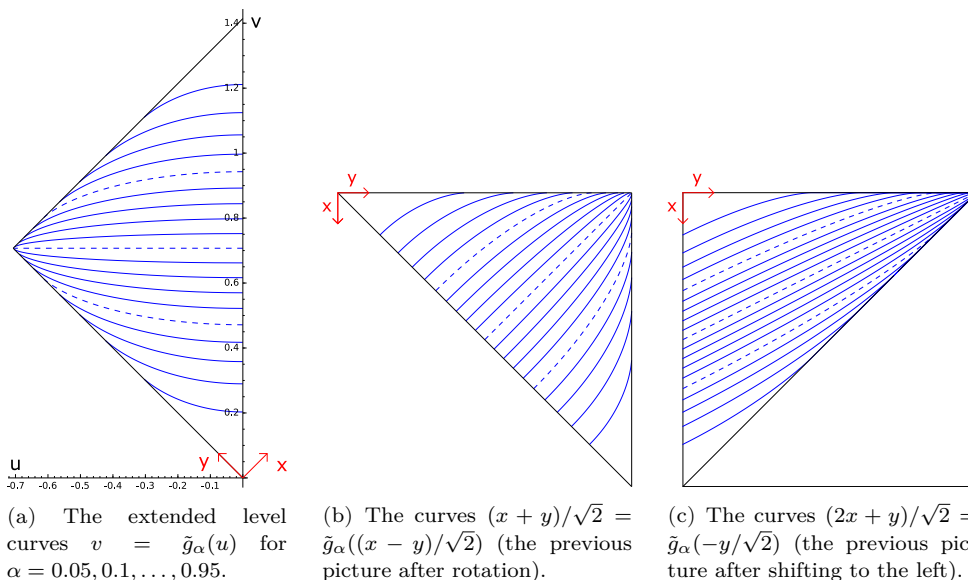 v
1.4
1.2
1
0.8
0.6
0.4
0.2
u
y x
-0.7 -0.6 -0.5 -0.4 -0.3 -0.2 -0.1
y
x
y
x
(a) The extended level
curves v = g̃α(u) for
α = 0.05, 0.1, . . . , 0.95.
(b) The curves (x + y)/√2 =
g̃α((x − y)/√2) (the previous
picture after rotation).
(c) The curves (2x + y)/√2 =
g̃α(−y/√2) (the previous pic-
ture after shifting to the left).